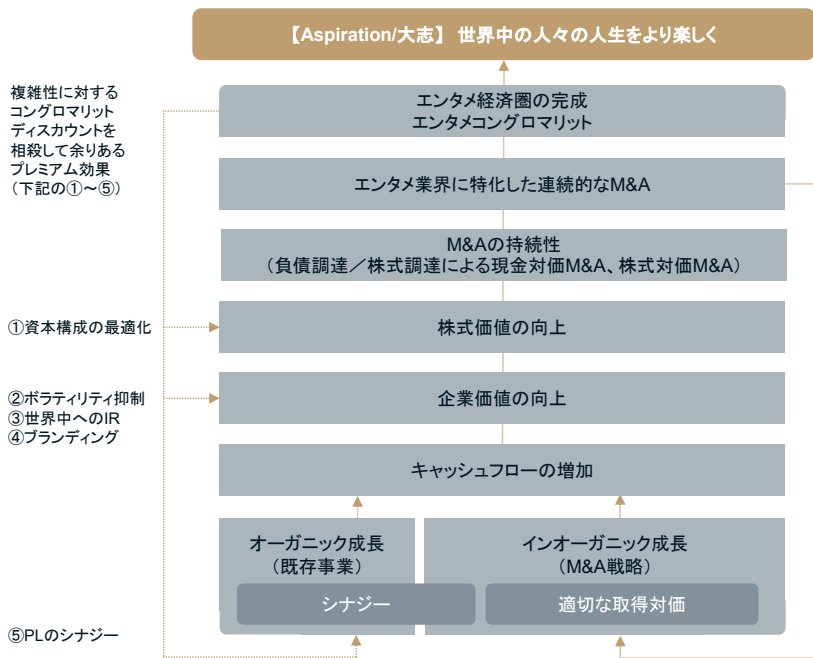 【Aspiration/大志】 世界中の人々の人生をより楽しく
複雑性に対する
コングロマリット
ディスカウントを
相殺して余りある
プレミアム効果
（下記の①～⑤）
エンタメ経済圏の完成
エンタメコングロマリット
エンタメ業界に特化した連続的なM&A
M&Aの持続性
（負債調達／株式調達による現金対価M&A、株式対価M&A）
①資本構成の最適化
株式価値の向上
②ボラティリティ抑制
③世界中へのIR
④ブランディング
企業価値の向上
キャッシュフローの増加
オーガニック成長
（既存事業）
インオーガニック成長
（M&A戦略）
シナジー
適切な取得対価
⑤PLのシナジー